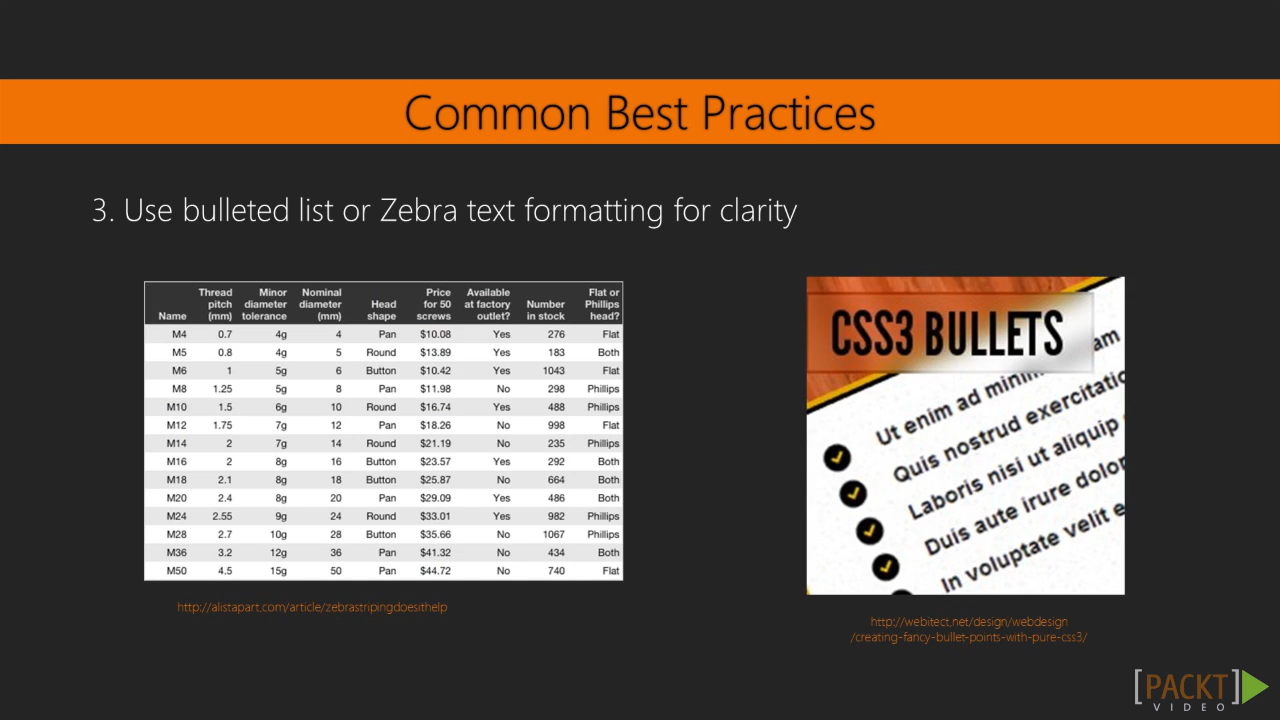 Common Best Practices
3. Use bulleted list or Zebra text formatting for clarity
Name Thread pitch (mm) Minor diameter tolerance Nominal diameter (mm) Head shape Price for 50 screws Available at factory outlet? Number in stock Flat or Phillips head?
M4 0.7 4g 4 Pan $10.08 Yes 276 Flat
M5 0.8 4g 5 Round $13.89 Yes 183 Both
M6 1 5g 6 Button $10.42 Yes 1043 Flat
M8 1.25 5g 8 Pan $11.98 No 298 Phillips
M10 1.5 6g 10 Round $16.74 Yes 488 Phillips
M12 1.75 7g 12 Pan $18.26 No 998 Flat
M14 2 7g 14 Round $21.19 No 235 Phillips
M16 2 8g 16 Button $23.57 Yes 292 Both
M18 2.1 8g 18 Button $25.87 No 664 Both
M20 2.4 8g 20 Pan $29.09 Yes 486 Both
M24 2.55 9g 24 Round $33.01 Yes 982 Phillips
M28 2.7 10g 28 Button $35.66 No 1067 Phillips
M36 3.2 12g 36 Pan $41.32 No 434 Both
M50 4.5 15g 50 Pan $44.72 No 740 Flat
http://alistapart.com/article/zebrastripingdoesithelp
CSS3 BULLETS
Ut enim ad minim am
Quis nostrud exercitatio
Laboris nisi ut aliquip
Duis aute irure dolor
In voluptate velit e
http://webitect.net/design/webdesign
/creating-fancy-bullet-points-with-pure-css3/
[PACKT]
VIDEO